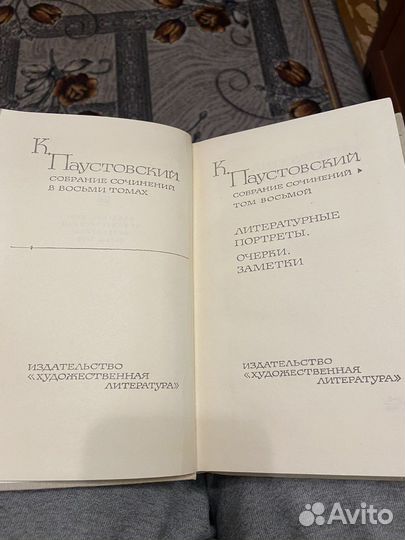 К. Паустовский
СОБРАНИЕ СОЧИНЕНИЙ
В ВОСЬМИ ТОМАХ
ИЗДАТЕЛЬСТВО
«ХУДОЖЕСТВЕННАЯ
ЛИТЕРАТУРА»
К. Паустовский
СОБРАНИЕ СОЧИНЕНИЙ
ТОМ ВОСЬМОЙ
ЛИТЕРАТУРНЫЕ
ПОРТРЕТЫ.
ОЧЕРКИ.
ЗАМЕТКИ
ИЗДАТЕЛЬСТВО
«ХУДОЖЕСТВЕННАЯ
ЛИТЕРАТУРА»
Avito